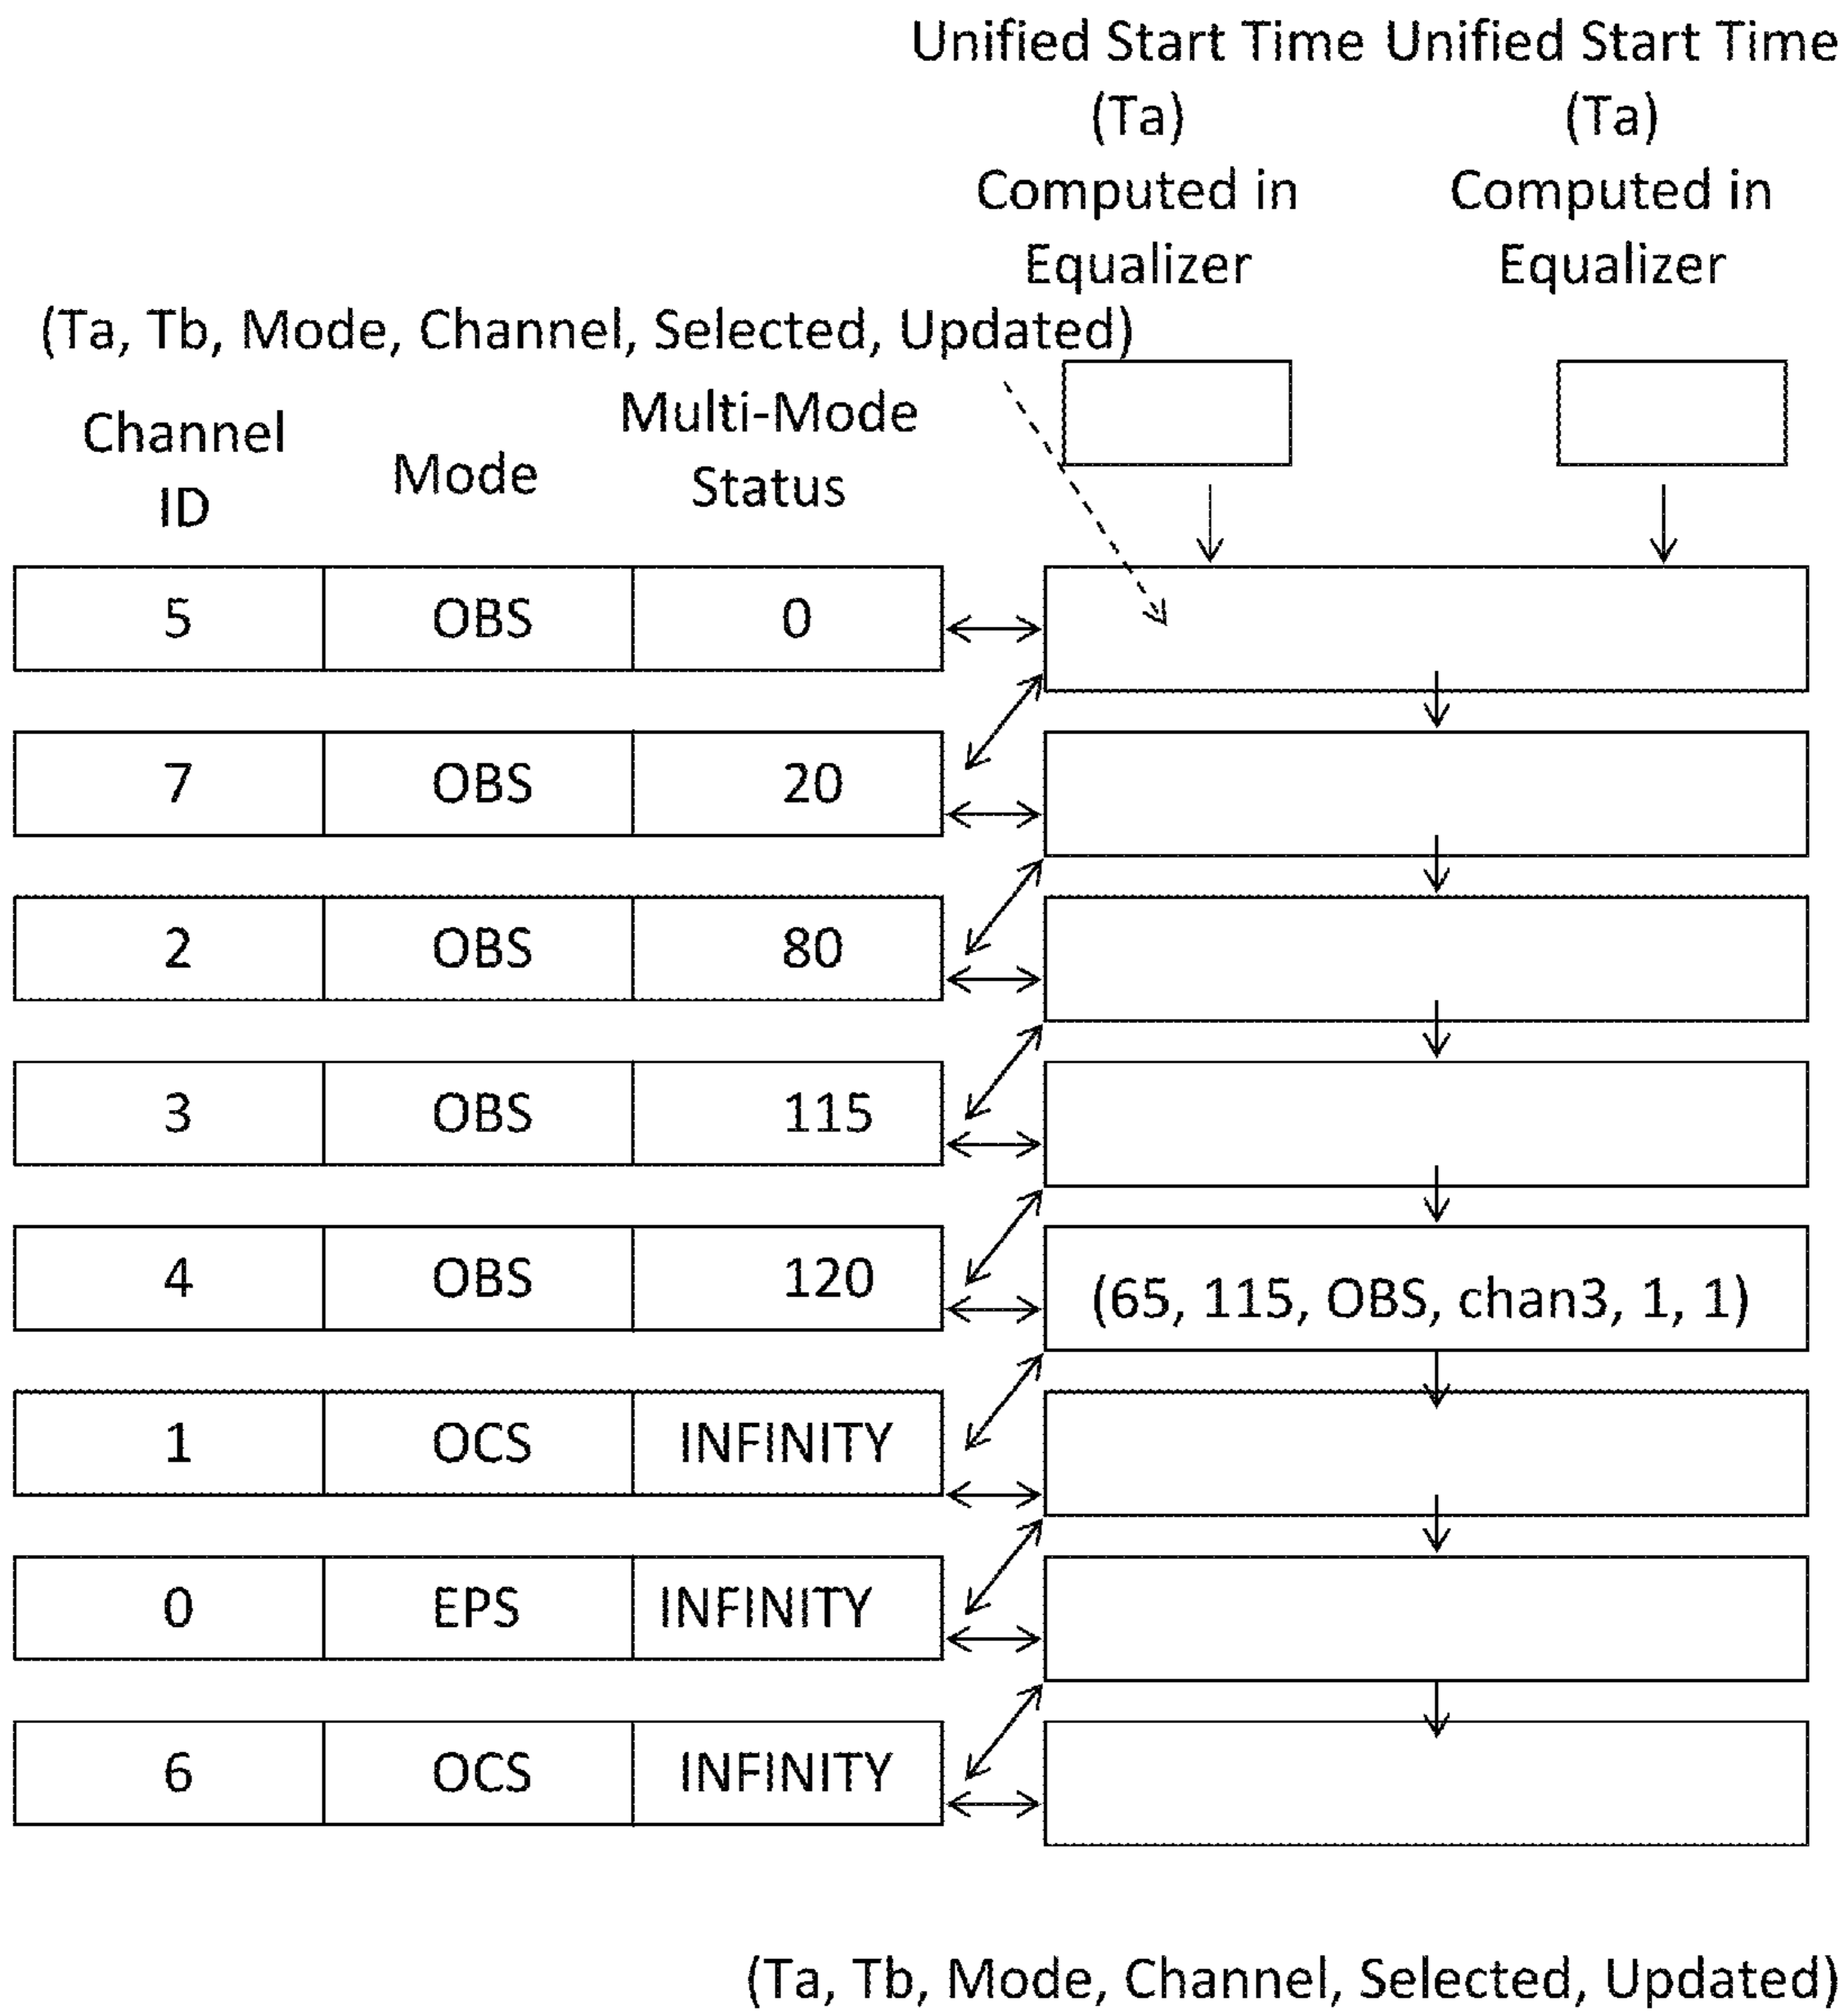 Unified Start Time Unified Start Time
(Ta) (Ta)
Computed in Computed in
Equalizer Equalizer
(Ta, Tb, Mode, Channel, Selected, Updated)
Channel ID Mode Multi-Mode Status
5 OBS 0
7 OBS 20
2 OBS 80
3 OBS 115
4 OBS 120 (65, 115, OBS, chan3, 1, 1)
1 OCS INFINITY
0 EPS INFINITY
6 OCS INFINITY
(Ta, Tb, Mode, Channel, Selected, Updated)